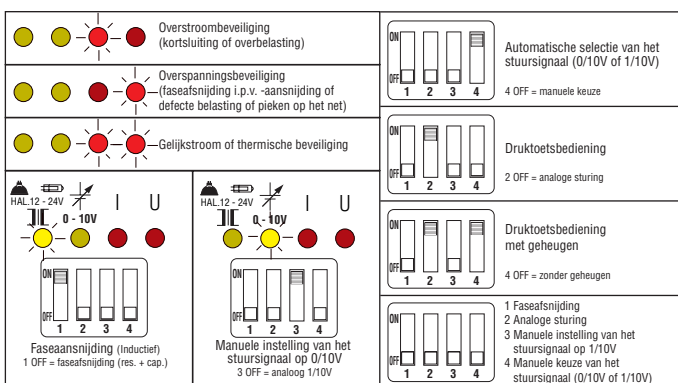 Overstroombeveiliging
(kortsluiting of overbelasting)
Overspanningsbeveiliging
(faseafsnijding i.p.v. -aansnijding of
defecte belasting of pieken op het net)
Gelijkstroom of thermische beveiliging
HAL.12 - 24V
0 - 10V
I
U
ON
OFF
1 2 3 4
Faseaansnijding (Inductief)
1 OFF = faseafsnijding (res. + cap.)
HAL.12 - 24V
0 - 10V
I
U
ON
OFF
1 2 3 4
Manuele instelling van het
stuursignaal op 0/10V
3 OFF = analoog 1/10V
ON
OFF
1 2 3 4
Automatische selectie van het
stuursignaal (0/10V of 1/10V)
4 OFF = manuele keuze
ON
OFF
1 2 3 4
Druktoetsbediening
2 OFF = analoge sturing
ON
OFF
1 2 3 4
Druktoetsbediening
met geheugen
4 OFF = zonder geheugen
ON
OFF
1 2 3 4
1 Faseafsnijding
2 Analoge sturing
3 Manuele instelling van het
stuursignaal op 1/10V
4 Manuele keuze van het
stuursignaal (0/10V of 1/10V)